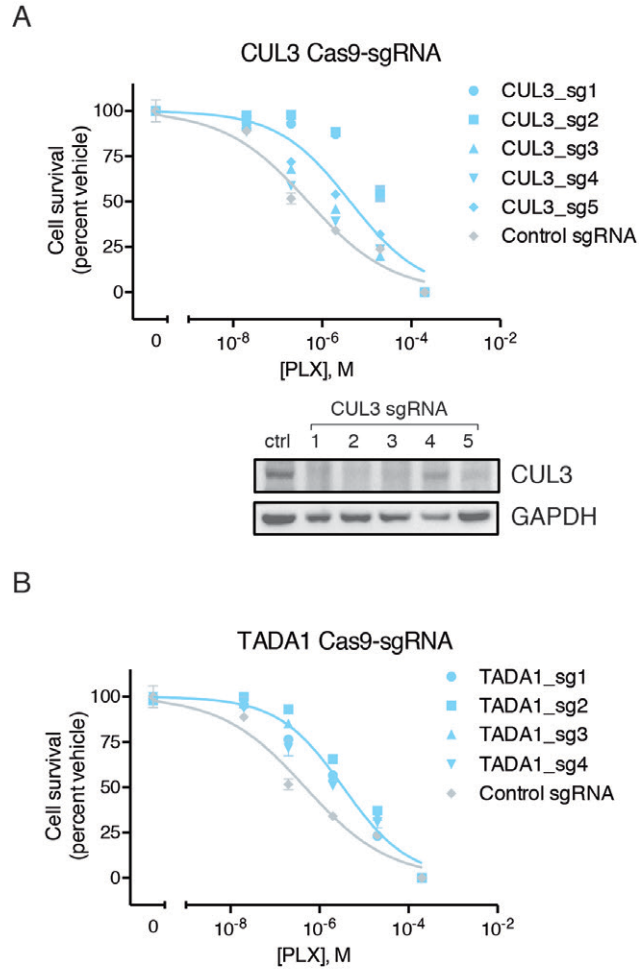 A
CUL3 Cas9-sgRNA
Cell survival
(percent vehicle)
100
75
50
25
0
0
10-8
10-6
10-4
10-2
[PLX], M
CUL3_sg1
CUL3_sg2
CUL3_sg3
CUL3_sg4
CUL3_sg5
Control sgRNA
CUL3 sgRNA
ctrl 1 2 3 4 5
CUL3
GAPDH
B
TADA1 Cas9-sgRNA
Cell survival
(percent vehicle)
100
75
50
25
0
0
10-8
10-6
10-4
10-2
[PLX], M
TADA1_sg1
TADA1_sg2
TADA1_sg3
TADA1_sg4
Control sgRNA